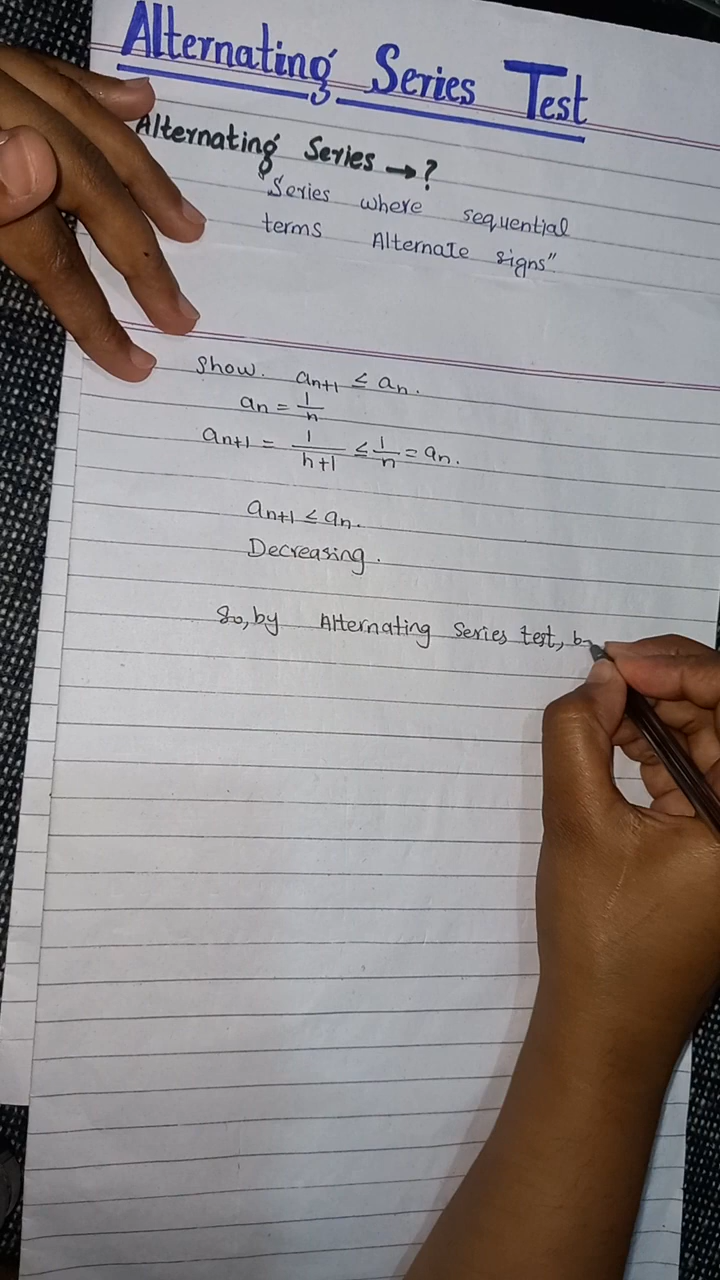 Alternating Series Test
Alternating Series → ?
"Series where sequential
terms Alternate signs"
Show. aₙ₊₁ ≤ aₙ.
aₙ = 1/n
aₙ₊₁ = 1/(n+1) ≤ 1/n = aₙ.
aₙ₊₁ ≤ aₙ.
Decreasing.
So, by Alternating Series test,